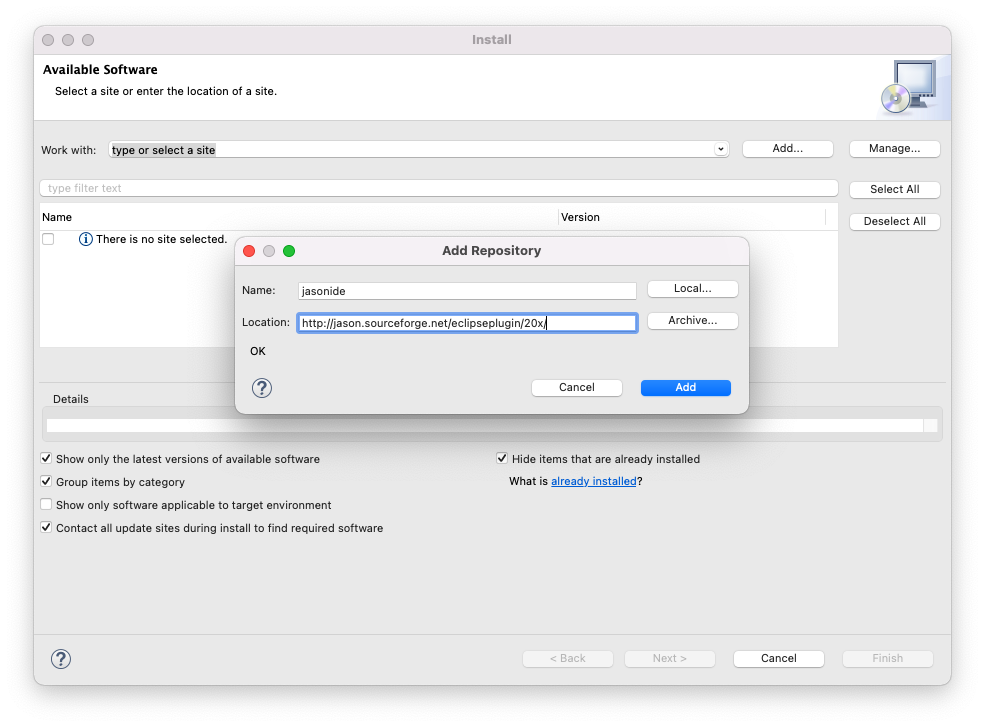 Install
Available Software
Select a site or enter the location of a site.
Work with: type or select a site Add... Manage...
type filter text Select All
Name Version Deselect All
There is no site selected.
Add Repository
Name: jasonide Local...
Location: http://jason.sourceforge.net/eclipseplugin/20x/ Archive...
OK
? Cancel Add
Details
Show only the latest versions of available software Hide items that are already installed
Group items by category What is already installed?
Show only software applicable to target environment
Contact all update sites during install to find required software
? < Back Next > Cancel Finish